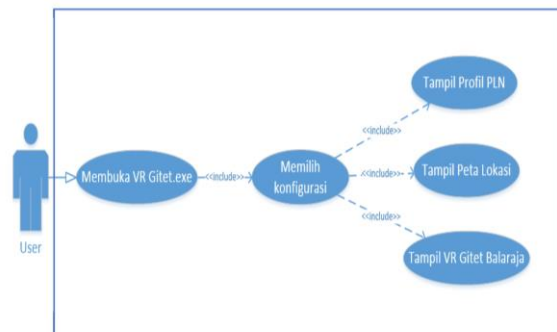 Tampil Profil PLN
<<include>>
Membuka VR Gitet.exe
<<include>>
Memilih
konfigurasi
<<include>>
Tampil Peta Lokasi
<<include>>
Tampil VR Gitet Balaraja
User